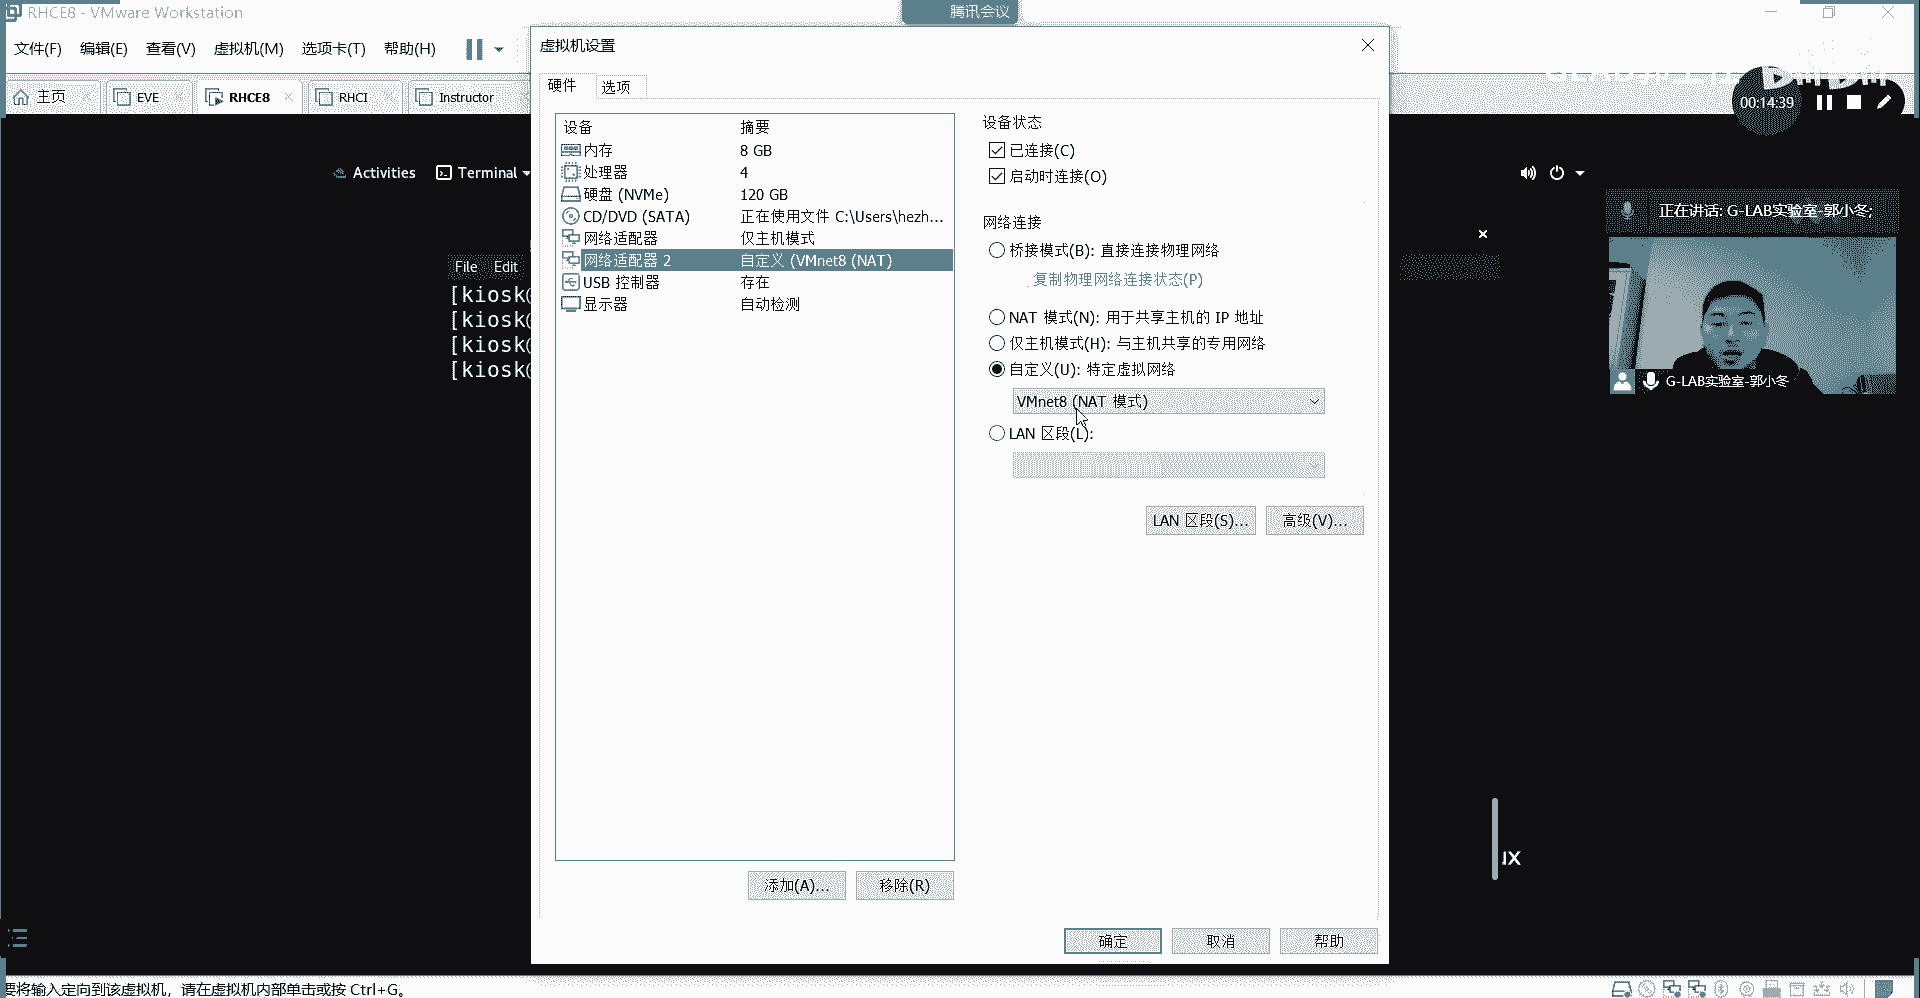 RHCE8 - VMware Workstation
腾讯会议
文件(F) 编辑(E) 查看(V) 虚拟机(M) 选项卡(T) 帮助(H)
主页 EVE RHCE8 RHCI Instructor
虚拟机设置
硬件 选项
00:14:39
设备 摘要
内存 8 GB
处理器 4
硬盘 (NVMe) 120 GB
CD/DVD (SATA) 正在使用文件 C:\Users\hezh...
网络适配器 仅主机模式
网络适配器 2 自定义 (VMnet8 (NAT)
USB 控制器 存在
显示器 自动检测
添加(A)... 移除(R)
设备状态
已连接(C)
启动时连接(O)
网络连接
桥接模式(B): 直接连接物理网络
复制物理网络连接状态(P)
NAT 模式(N): 用于共享主机的 IP 地址
仅主机模式(H): 与主机共享的专用网络
自定义(U): 特定虚拟网络
VMnet8 (NAT 模式)
LAN 区段(L):
LAN 区段(S)... 高级(V)...
确定 取消 帮助
Activities Terminal
File Edit
[kiosk@
[kiosk@
[kiosk@
[kiosk@
正在讲话: G-LAB实验室-郭小冬;
G-LAB实验室-郭小冬
要将输入定向到该虚拟机，请在虚拟机内部单击或按 Ctrl+G。